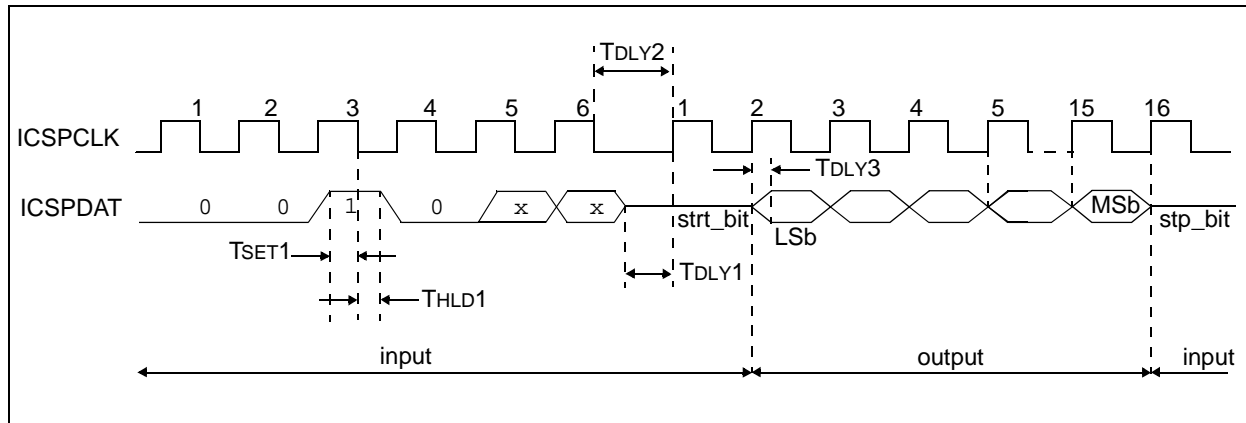 TDLY2
1 2 3 4 5 6 1 2 3 4 5 15 16
ICSPCLK
TDLY3
ICSPDAT
0 0 1 0 x x strt_bit LSb MSb stp_bit
TSET1
TDLY1
THLD1
input output input